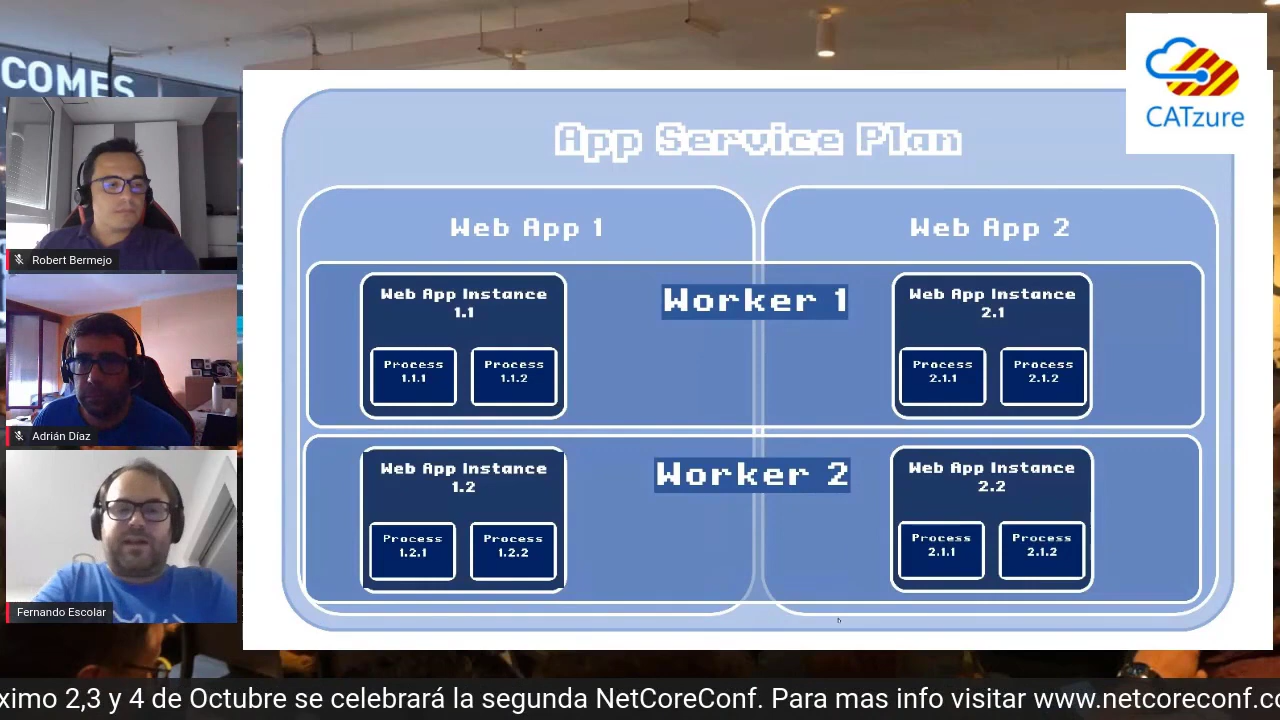 COMES
CATzure
Robert Bermejo
Adrián Díaz
Fernando Escolar
App Service Plan
Web App 1
Web App 2
Worker 1
Web App Instance
1.1
Process
1.1.1
Process
1.1.2
Web App Instance
2.1
Process
2.1.1
Process
2.1.2
Worker 2
Web App Instance
1.2
Process
1.2.1
Process
1.2.2
Web App Instance
2.2
Process
2.1.1
Process
2.1.2
ximo 2,3 y 4 de Octubre se celebrará la segunda NetCoreConf. Para mas info visitar www.netcoreconf.co